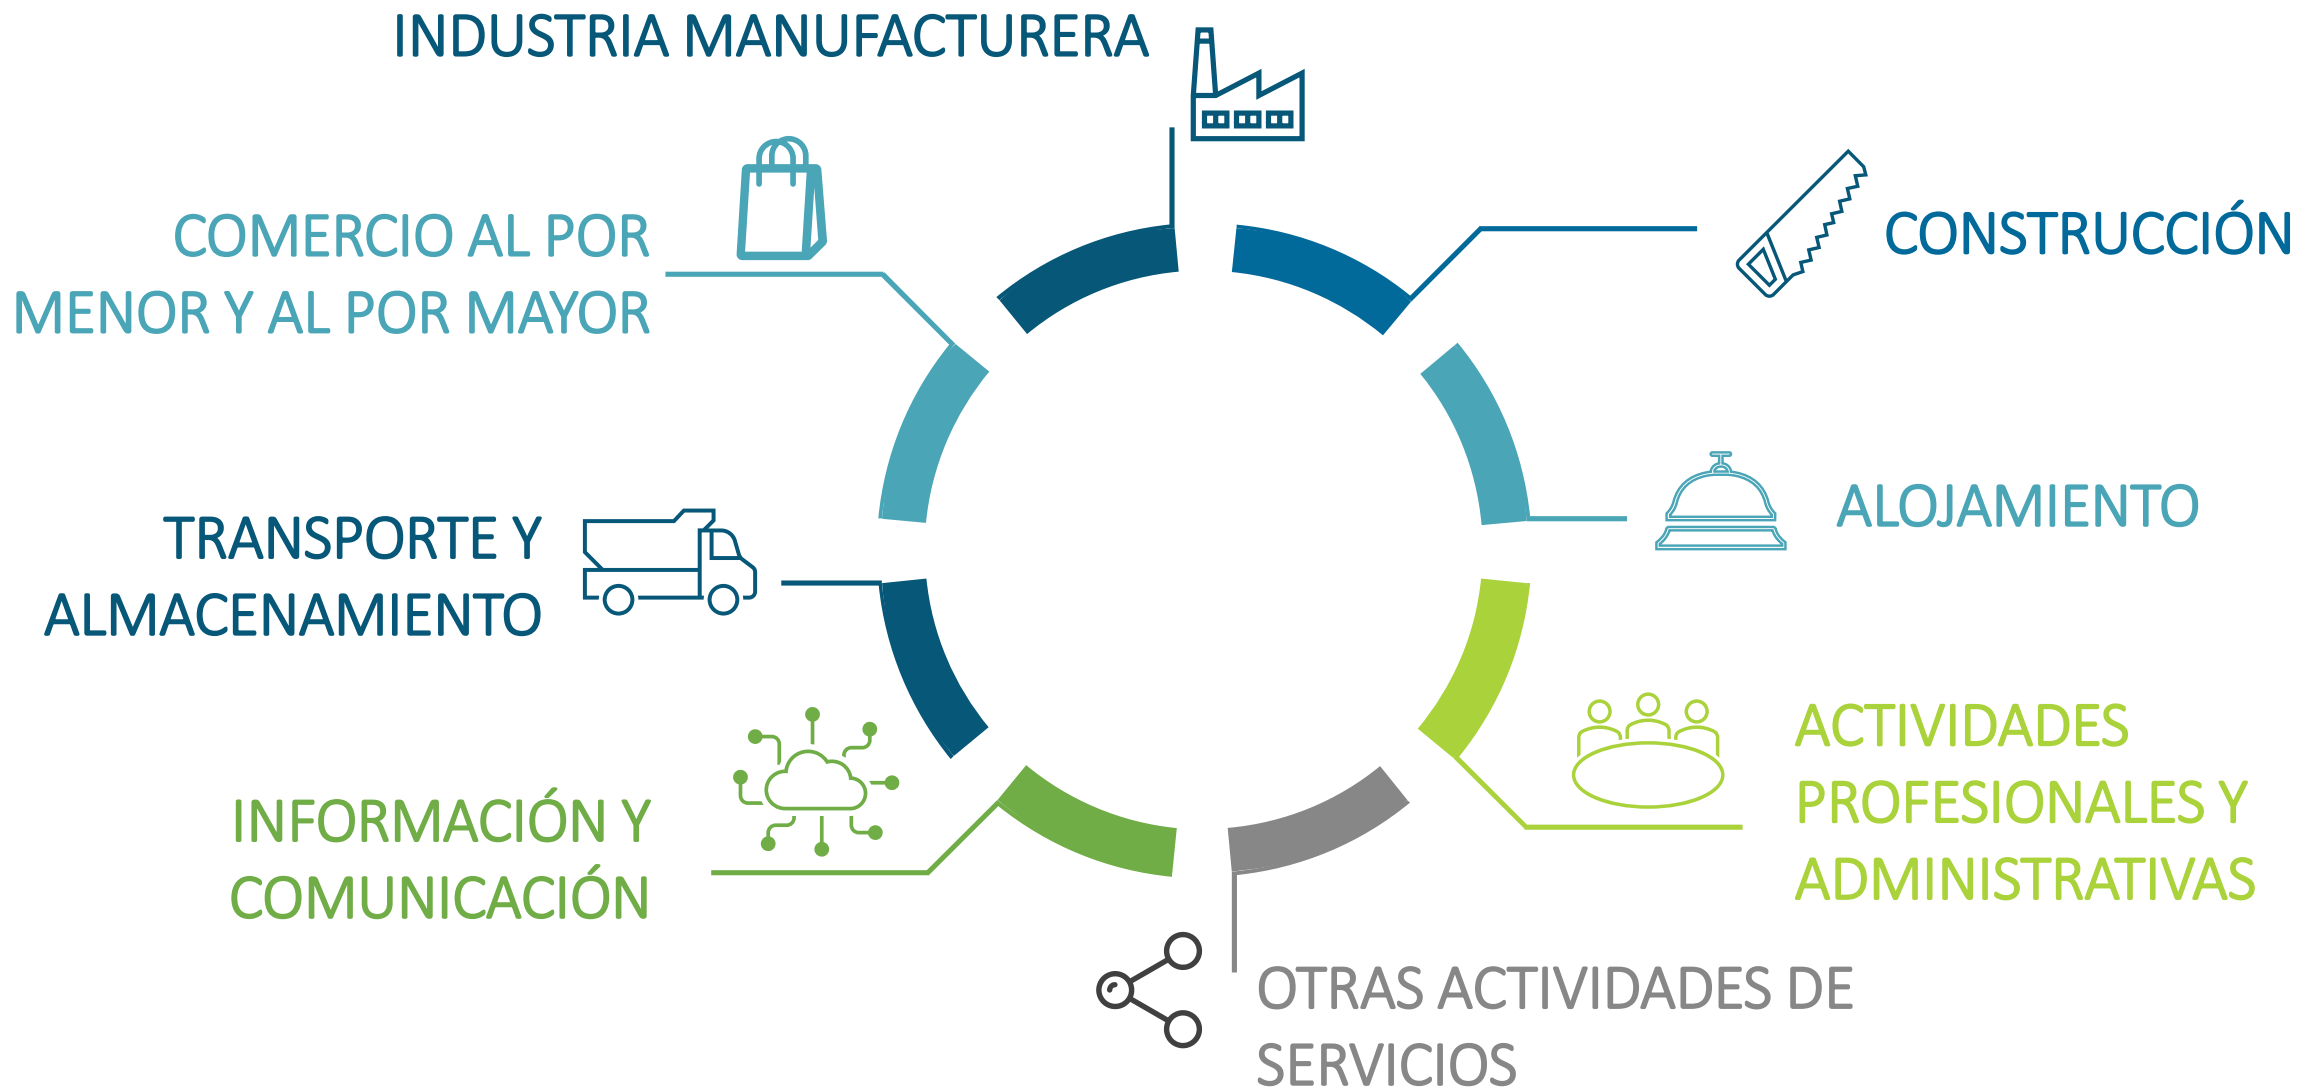 INDUSTRIA MANUFACTURERA
COMERCIO AL POR
MENOR Y AL POR MAYOR
CONSTRUCCIÓN
TRANSPORTE Y
ALMACENAMIENTO
ALOJAMIENTO
INFORMACIÓN Y
COMUNICACIÓN
ACTIVIDADES
PROFESIONALES Y
ADMINISTRATIVAS
OTRAS ACTIVIDADES DE
SERVICIOS